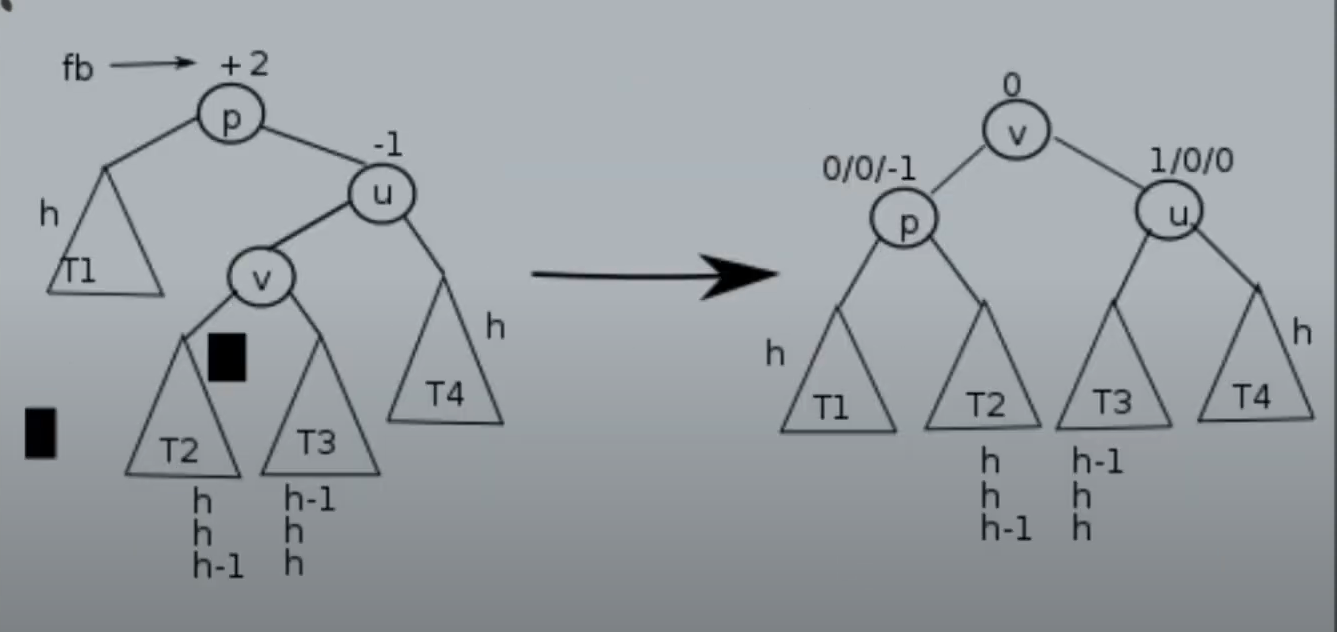 fb + 2
p
-1
u
h
T1
v
h
T4
T2 T3
h h-1
h h
h-1 h
0
v
0/0/-1 1/0/0
p u
h h
T1 T2 T3 T4
h h-1
h h
h-1 h